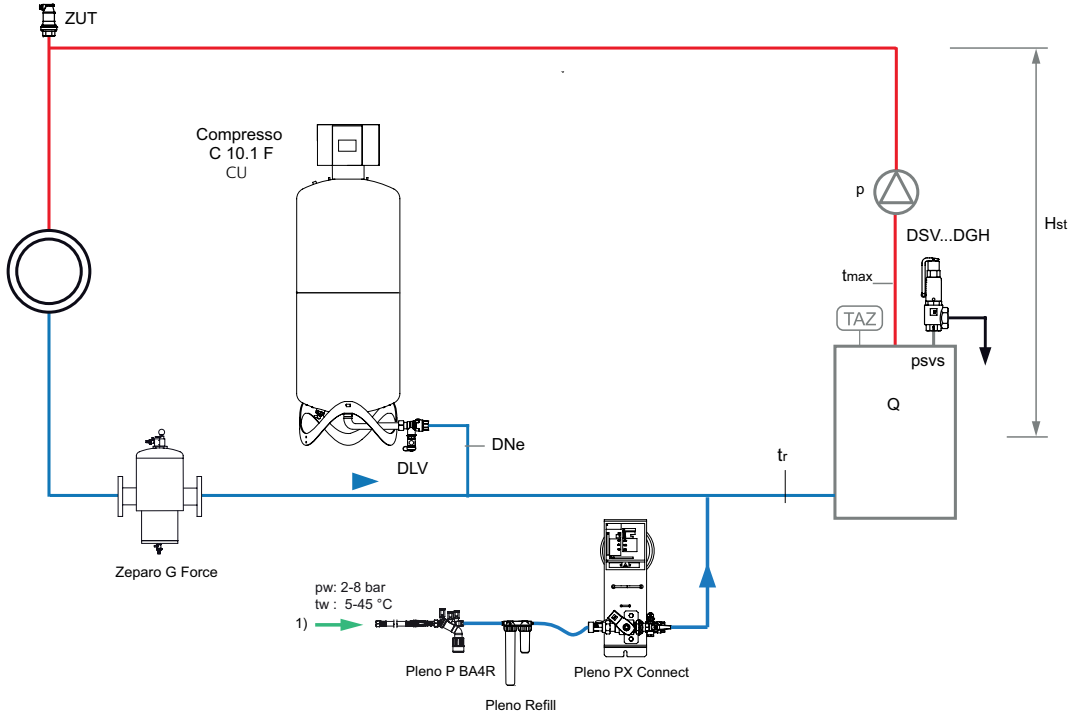 ZUT
Compresso
C 10.1 F
CU
p
Hst
DSV...DGH
tmax
TAZ
psvs
Q
DNe
DLV
tr
Zeparo G Force
pw: 2-8 bar
tw : 5-45 °C
1)
Pleno P BA4R
Pleno PX Connect
Pleno Refill